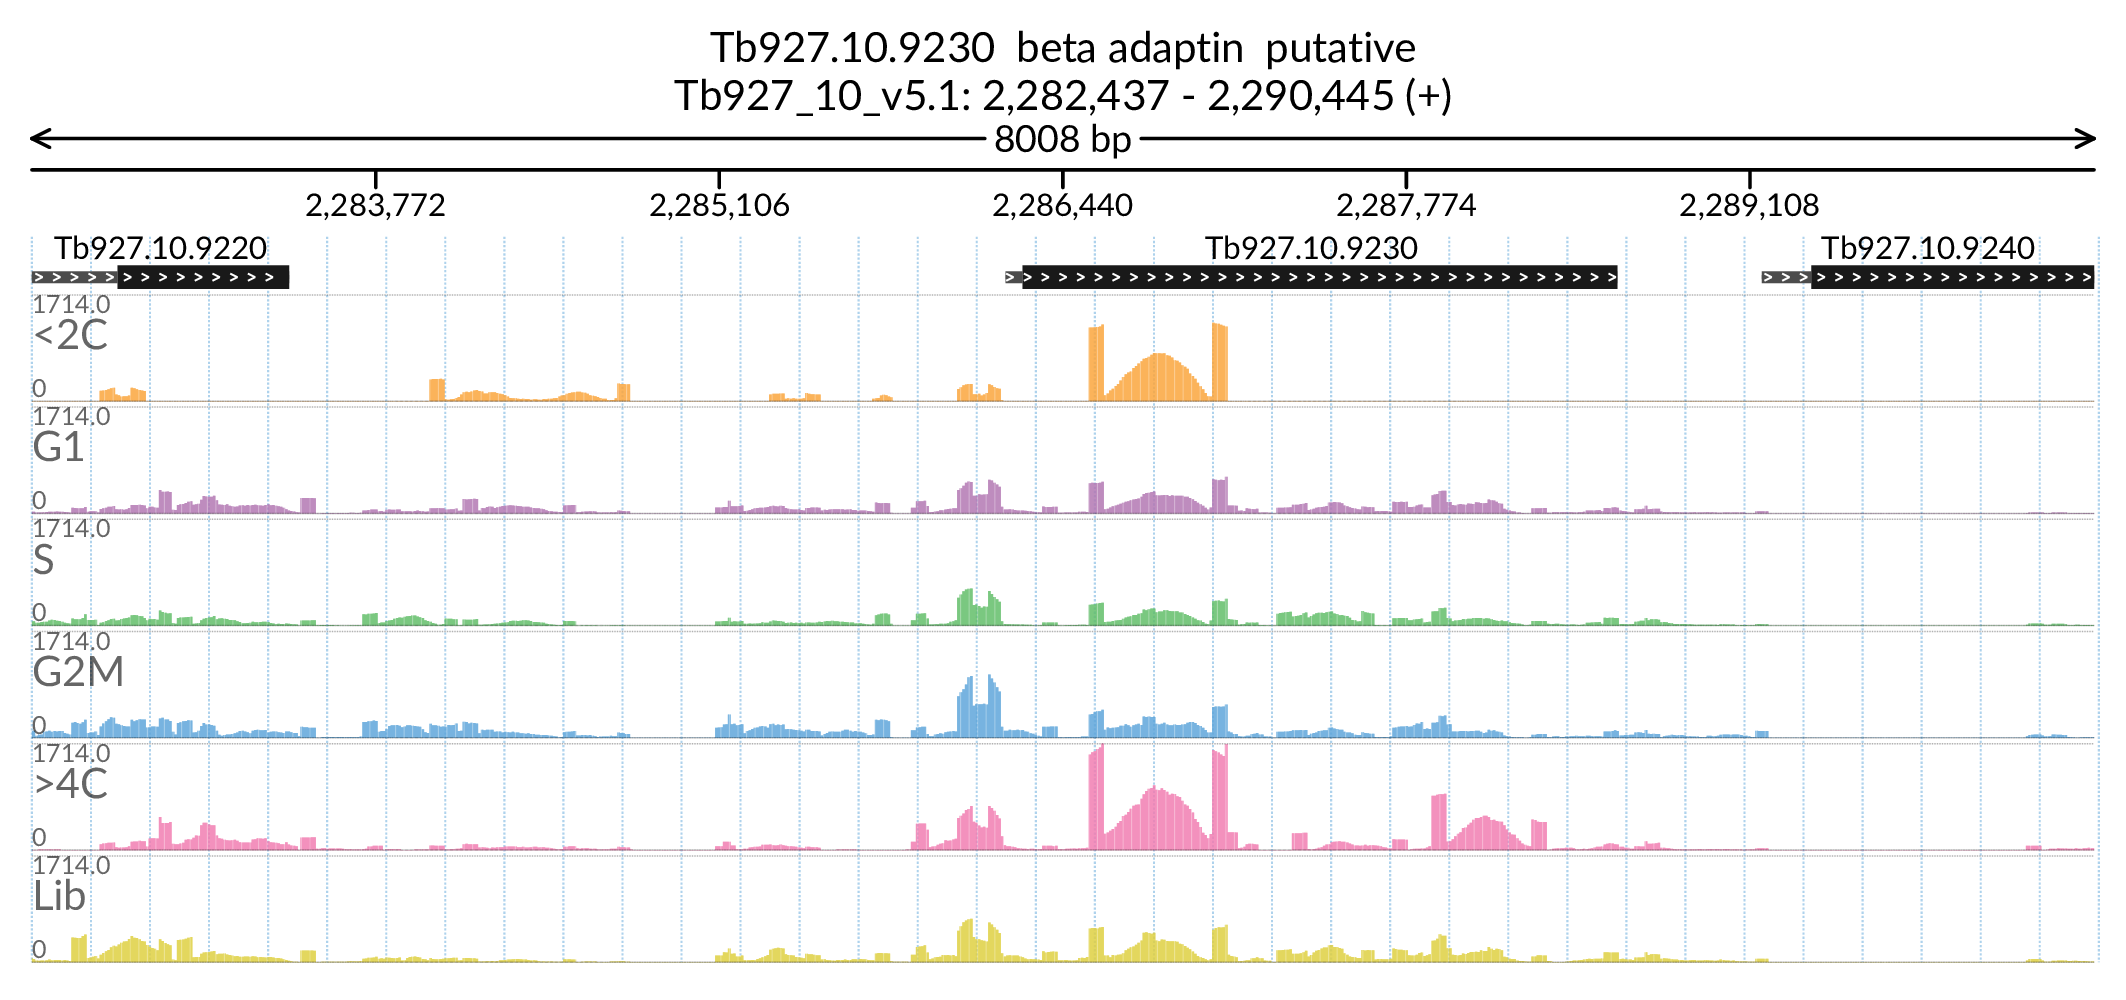 Tb927.10.9230  beta adaptin  putative
Tb927_10_v5.1: 2,282,437 - 2,290,445 (+)
8008 bp
2,283,772 2,285,106 2,286,440 2,287,774 2,289,108
Tb927.10.9220 Tb927.10.9230 Tb927.10.9240
1714.0
<2C
0
1714.0
G1
0
1714.0
S
0
1714.0
G2M
0
1714.0
>4C
0
1714.0
Lib
0